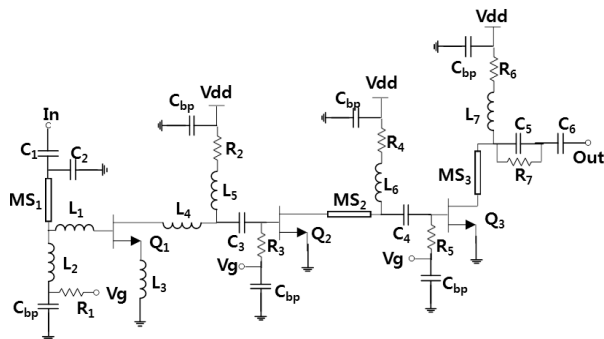 Vdd
Cbp
R6
Vdd
Vdd
Cbp
Cbp
L7
C5
C6
In
R2
R4
Out
C1
C2
R7
MS3
MS1
L5
L6
MS2
L1
L4
Q1
C3
R3
Q2
C4
R5
Q3
L2
L3
Vg
Vg
Cbp
R1
Vg
Cbp
Cbp